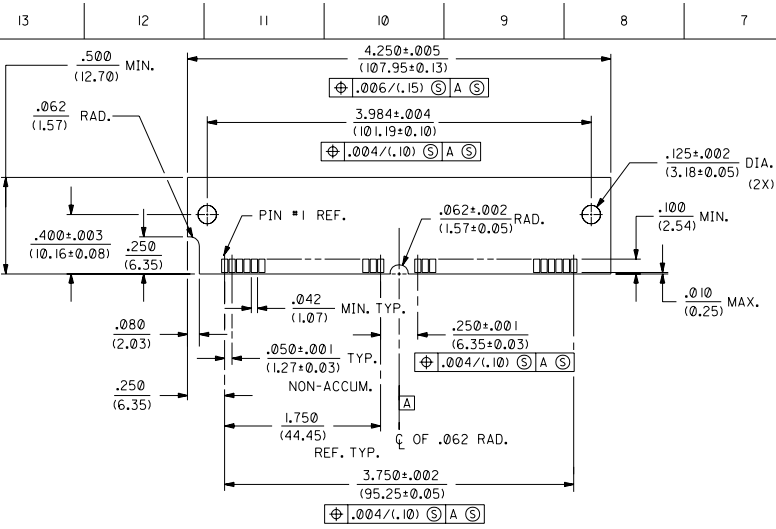 13 12 11 10 9 8 7
.500 (12.70) MIN.
4.250±.005 (107.95±0.13)
⌖ .006/(.15) Ⓢ A Ⓢ
.062 (1.57) RAD.
3.984±.004 (101.19±0.10)
⌖ .004/(.10) Ⓢ A Ⓢ
.125±.002 (3.18±0.05) DIA. (2X)
PIN #1 REF.
.062±.002 (1.57±0.05) RAD.
.100 (2.54) MIN.
.400±.003 (10.16±0.08)
.250 (6.35)
.042 (1.07) MIN. TYP.
.010 (0.25) MAX.
.080 (2.03)
.050±.001 (1.27±0.03) TYP.
NON-ACCUM.
.250±.001 (6.35±0.03)
⌖ .004/(.10) Ⓢ A Ⓢ
.250 (6.35)
A
1.750 (44.45)
REF. TYP.
℄ OF .062 RAD.
3.750±.002 (95.25±0.05)
⌖ .004/(.10) Ⓢ A Ⓢ